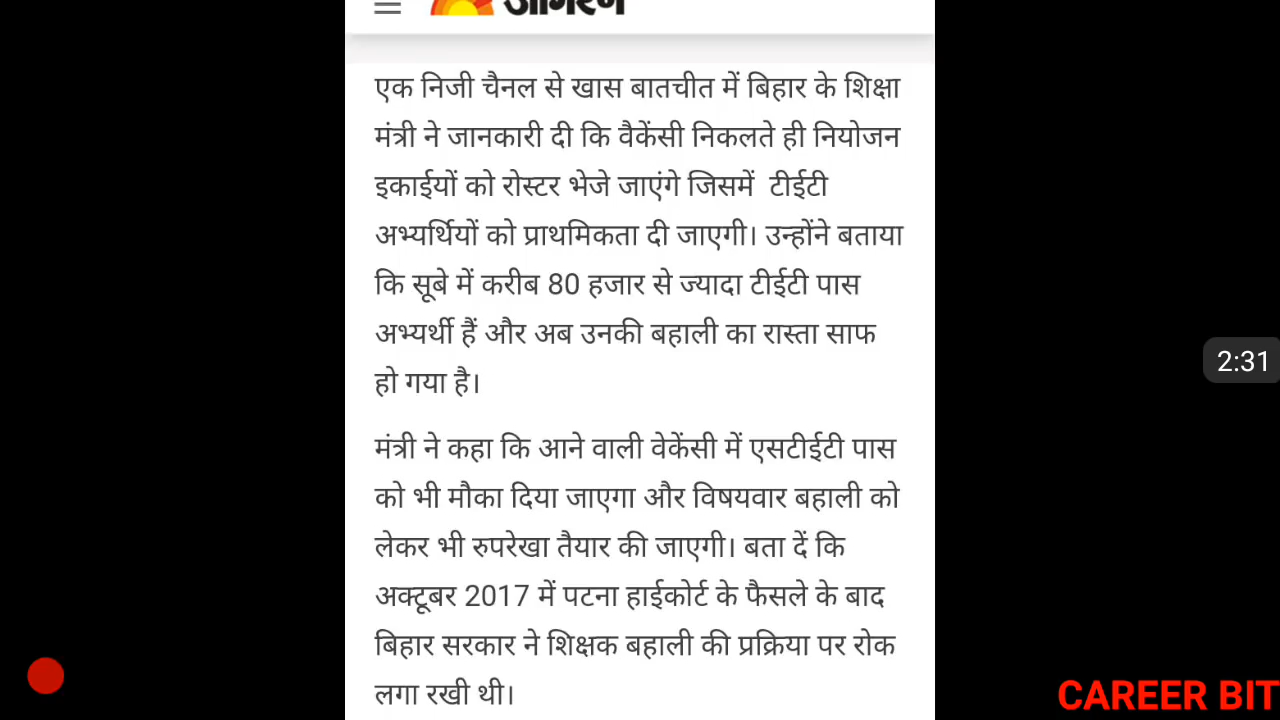 जागरण
एक निजी चैनल से खास बातचीत में बिहार के शिक्षा
मंत्री ने जानकारी दी कि वैकेंसी निकलते ही नियोजन
इकाईयों को रोस्टर भेजे जाएंगे जिसमें टीईटी
अभ्यर्थियों को प्राथमिकता दी जाएगी। उन्होंने बताया
कि सूबे में करीब 80 हजार से ज्यादा टीईटी पास
अभ्यर्थी हैं और अब उनकी बहाली का रास्ता साफ
हो गया है।
मंत्री ने कहा कि आने वाली वेकेंसी में एसटीईटी पास
को भी मौका दिया जाएगा और विषयवार बहाली को
लेकर भी रुपरेखा तैयार की जाएगी। बता दें कि
अक्टूबर 2017 में पटना हाईकोर्ट के फैसले के बाद
बिहार सरकार ने शिक्षक बहाली की प्रक्रिया पर रोक
लगा रखी थी।
2:31
CAREER BIT